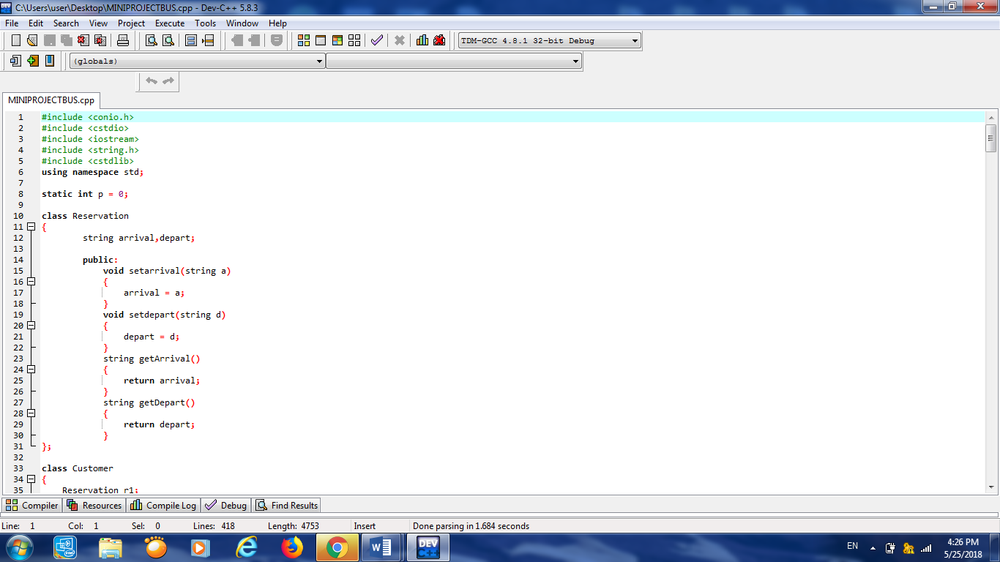 C:\Users\user\Desktop\MINIPROJECTBUS.cpp - Dev-C++ 5.8.3
File Edit Search View Project Execute Tools Window Help
TDM-GCC 4.8.1 32-bit Debug
(globals)
MINIPROJECTBUS.cpp
1 #include <conio.h>
2 #include <cstdio>
3 #include <iostream>
4 #include <string.h>
5 #include <cstdlib>
6 using namespace std;
7
8 static int p = 0;
9
10 class Reservation
11 {
12 string arrival,depart;
13
14 public:
15 void setarrival(string a)
16 {
17 arrival = a;
18 }
19 void setdepart(string d)
20 {
21 depart = d;
22 }
23 string getArrival()
24 {
25 return arrival;
26 }
27 string getDepart()
28 {
29 return depart;
30 }
31 };
32
33 class Customer
34 {
35 Reservation r1;
Compiler Resources Compile Log Debug Find Results
Line: 1 Col: 1 Sel: 0 Lines: 418 Length: 4753 Insert Done parsing in 1.684 seconds
EN 4:26 PM
5/25/2018